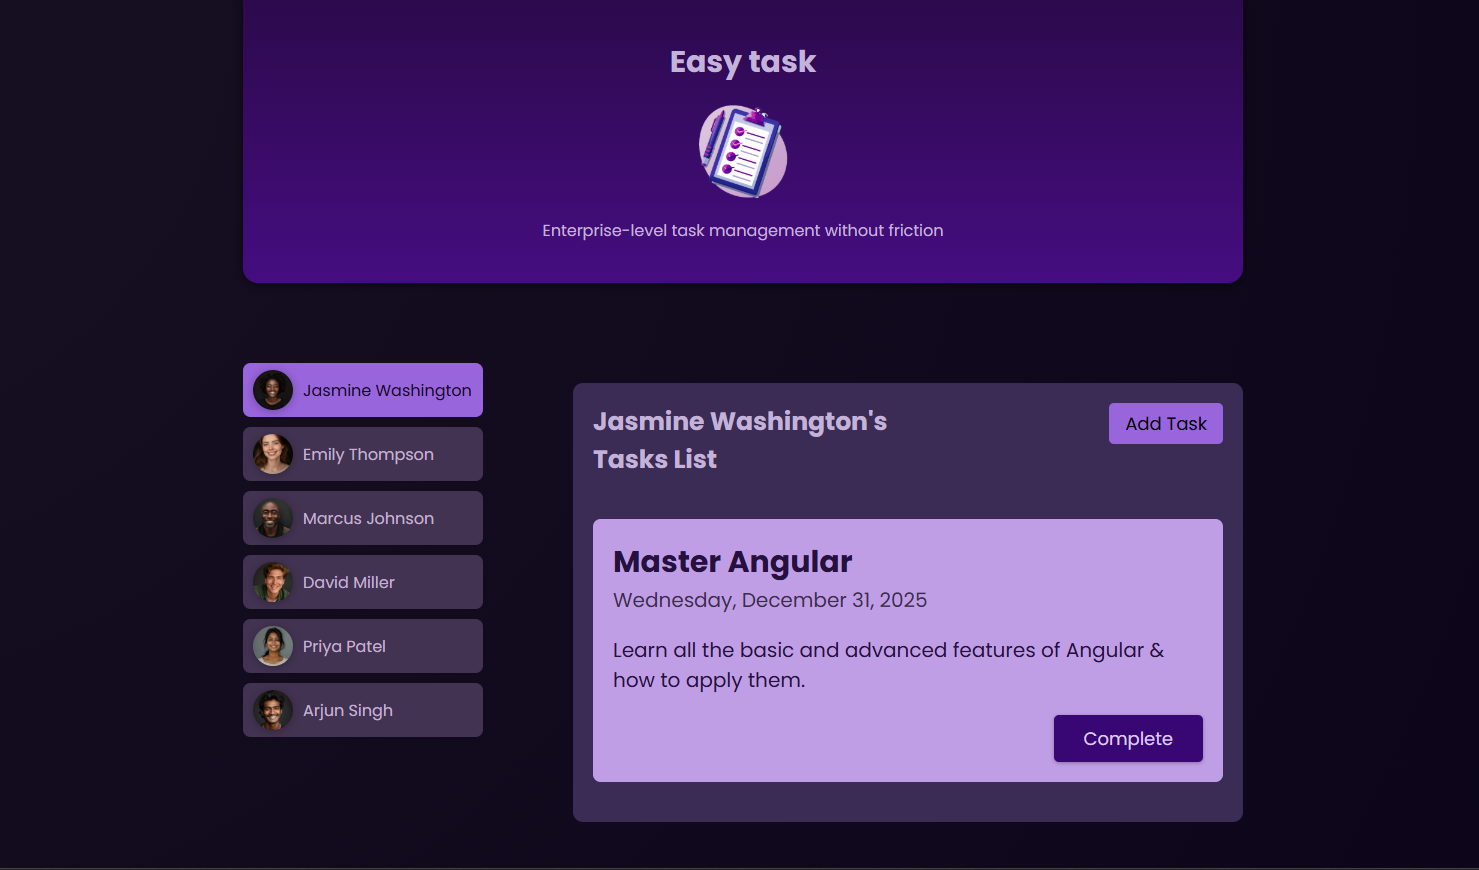 Easy task
Enterprise-level task management without friction
Jasmine Washington
Emily Thompson
Marcus Johnson
David Miller
Priya Patel
Arjun Singh
Jasmine Washington's
Tasks List
Add Task
Master Angular
Wednesday, December 31, 2025
Learn all the basic and advanced features of Angular &
how to apply them.
Complete